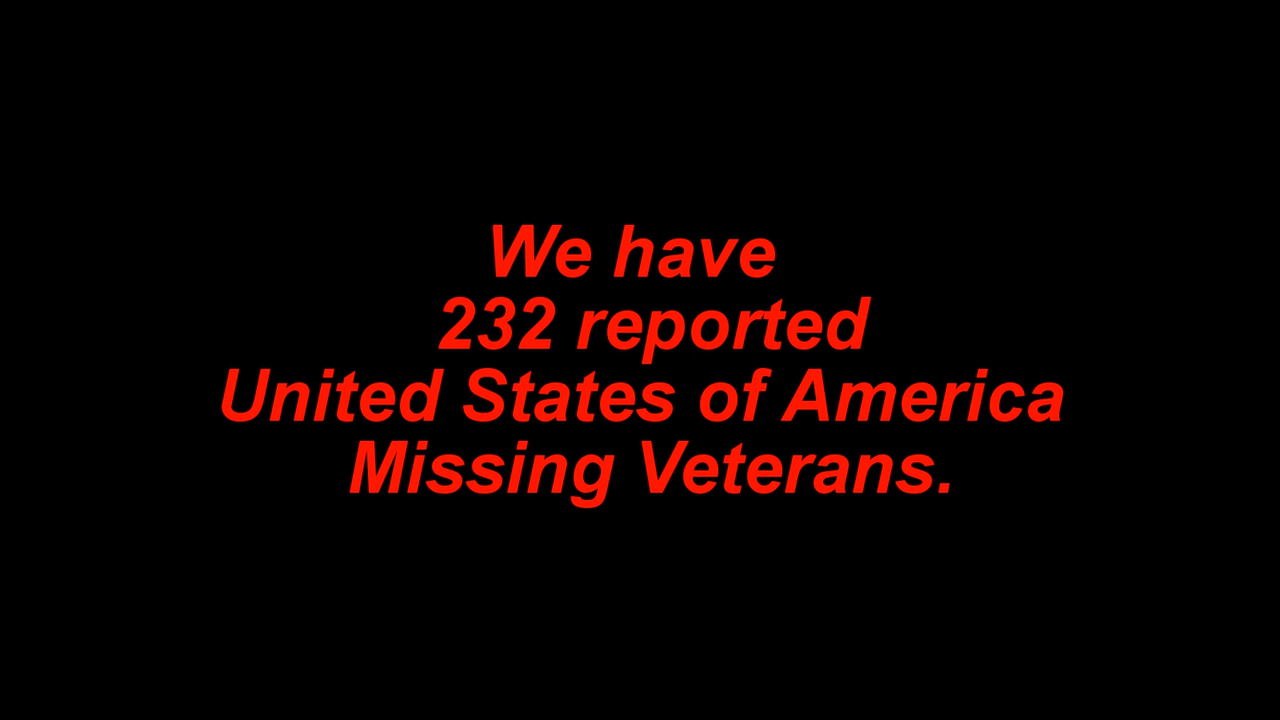 We have
232 reported
United States of America
Missing Veterans.